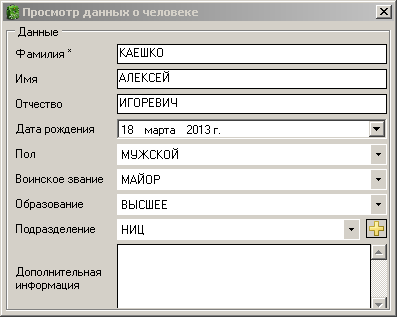 Просмотр данных о человеке
Данные
Фамилия * КАЕШКО
Имя АЛЕКСЕЙ
Отчество ИГОРЕВИЧ
Дата рождения 18 марта 2013 г.
Пол МУЖСКОЙ
Воинское звание МАЙОР
Образование ВЫСШЕЕ
Подразделение НИЦ
Дополнительная
информация